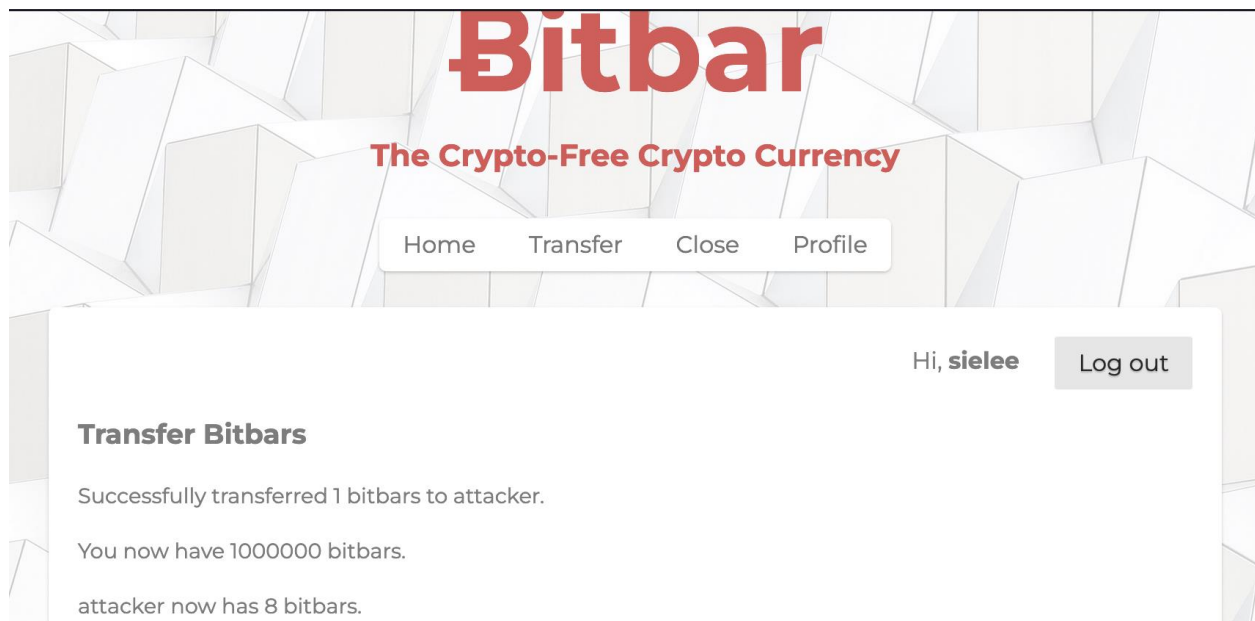 Ƀitbar
The Crypto-Free Crypto Currency
Home Transfer Close Profile
Hi, sielee Log out
Transfer Bitbars
Successfully transferred 1 bitbars to attacker.
You now have 1000000 bitbars.
attacker now has 8 bitbars.